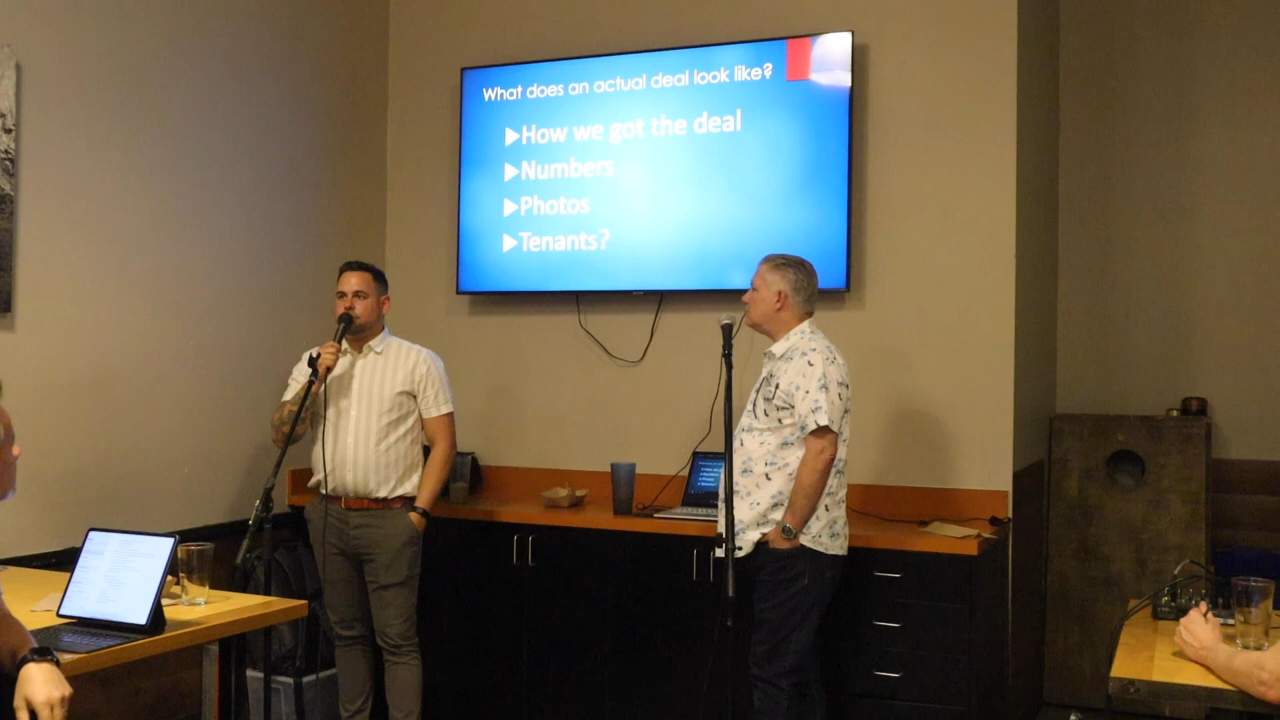 What does an actual deal look like?
▶How we got the deal
▶Numbers
▶Photos
▶Tenants?